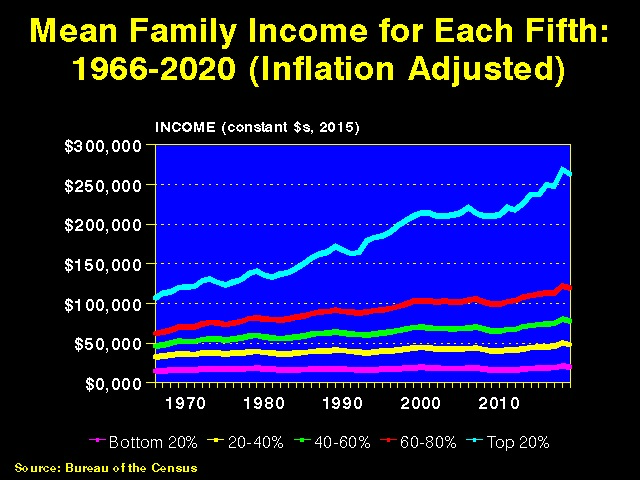 Mean Family Income for Each Fifth:
1966-2020 (Inflation Adjusted)
INCOME (constant $s, 2015)
$300,000
$250,000
$200,000
$150,000
$100,000
$50,000
$0,000
1970 1980 1990 2000 2010
Bottom 20% 20-40% 40-60% 60-80% Top 20%
Source: Bureau of the Census